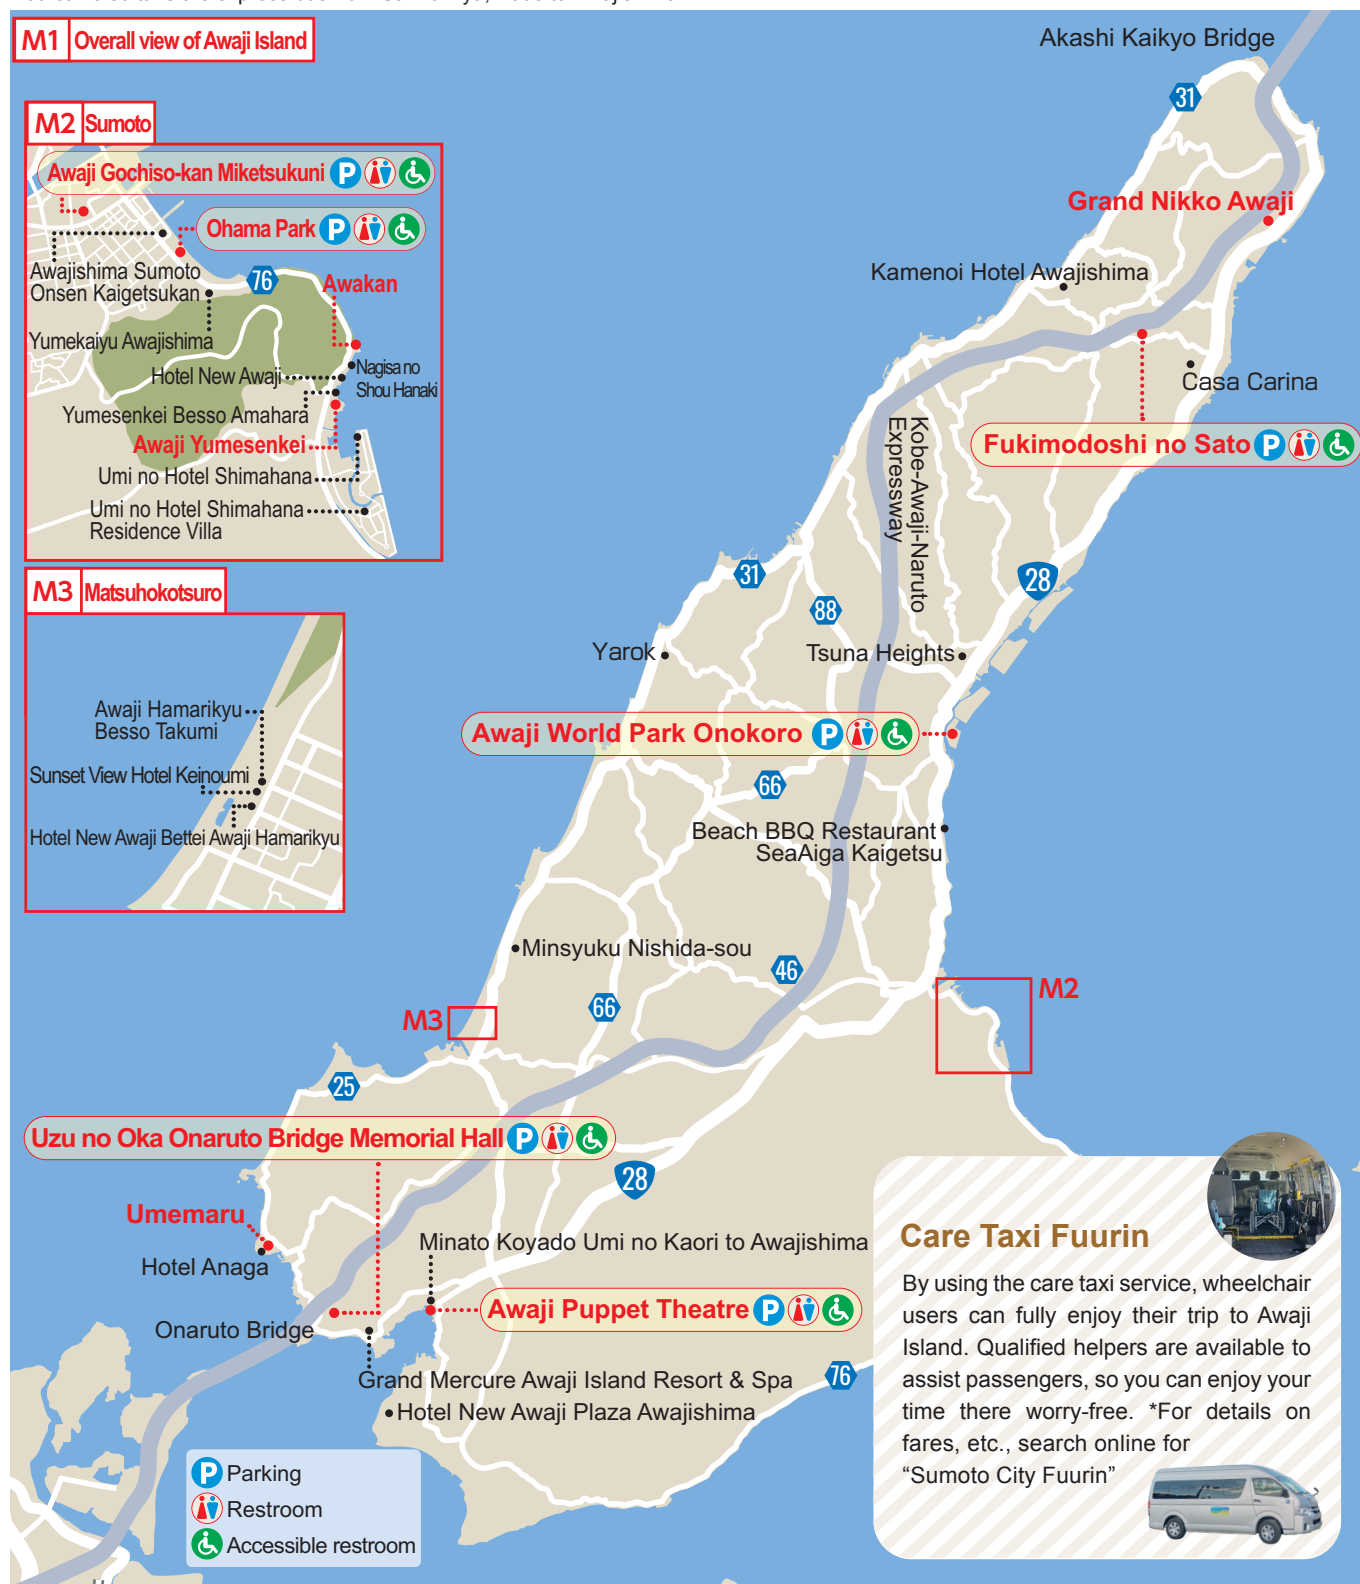 M1 Overall view of Awaji Island
Akashi Kaikyo Bridge
31
M2 Sumoto
Awaji Gochiso-kan Miketsukuni P
Ohama Park P
Awajishima Sumoto
Onsen Kaigetsukan
76
Awakan
Yumekaiyu Awajishima
Hotel New Awaji
Nagisa no
Shou Hanaki
Yumesenkei Besso Amahara
Awaji Yumesenkei
Umi no Hotel Shimahana
Umi no Hotel Shimahana
Residence Villa
Grand Nikko Awaji
Kamenoi Hotel Awajishima
Casa Carina
Fukimodoshi no Sato P
Kobe-Awaji-Naruto
Expressway
28
31
88
M3 Matsuhokotsuro
Awaji Hamarikyu
Besso Takumi
Sunset View Hotel Keinoumi
Hotel New Awaji Bettei Awaji Hamarikyu
Yarok
Tsuna Heights
Awaji World Park Onokoro P
66
Beach BBQ Restaurant
SeaAiga Kaigetsu
Minsyuku Nishida-sou
46
66
M2
M3
25
Uzu no Oka Onaruto Bridge Memorial Hall P
28
Umemaru
Minato Koyado Umi no Kaori to Awajishima
Hotel Anaga
Awaji Puppet Theatre P
Onaruto Bridge
Grand Mercure Awaji Island Resort & Spa
76
Hotel New Awaji Plaza Awajishima
P Parking
Restroom
Accessible restroom
Care Taxi Fuurin
By using the care taxi service, wheelchair
users can fully enjoy their trip to Awaji
Island. Qualified helpers are available to
assist passengers, so you can enjoy your
time there worry-free. *For details on
fares, etc., search online for
“Sumoto City Fuurin”